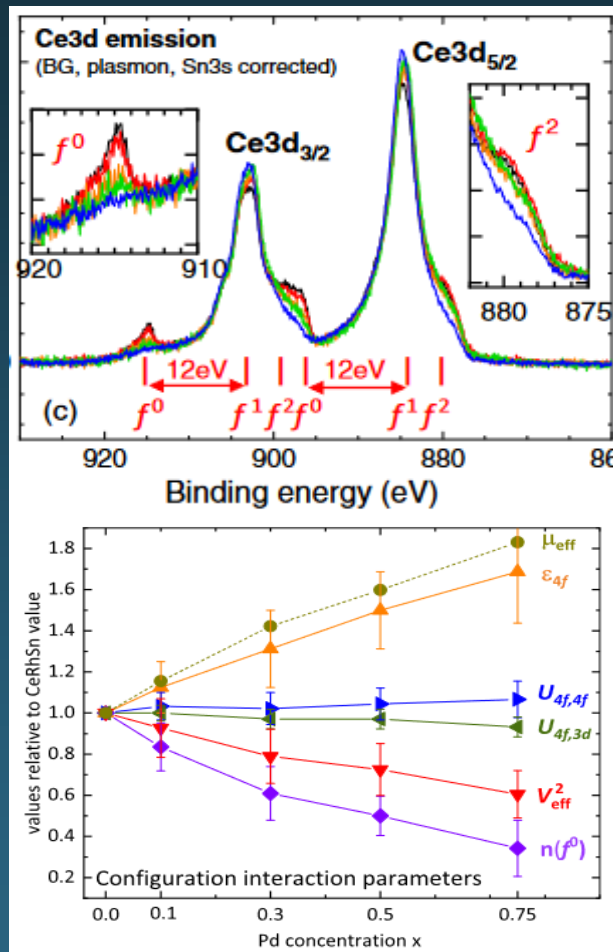 Ce3d emission
(BG, plasmon, Sn3s corrected)
Ce3d5/2
f0
f2
Ce3d3/2
920 910
880 875
12eV 12eV
(c)
f0 f1 f2 f0 f1 f2
920 900 880 86
Binding energy (eV)
values relative to CeRhSn value
1.8
1.6
1.4
1.2
1.0
0.8
0.6
0.4
0.2
μeff
ε4f
U4f,4f
U4f,3d
V2eff
n(f0)
Configuration interaction parameters
0.0 0.1 0.3 0.5 0.75
Pd concentration x